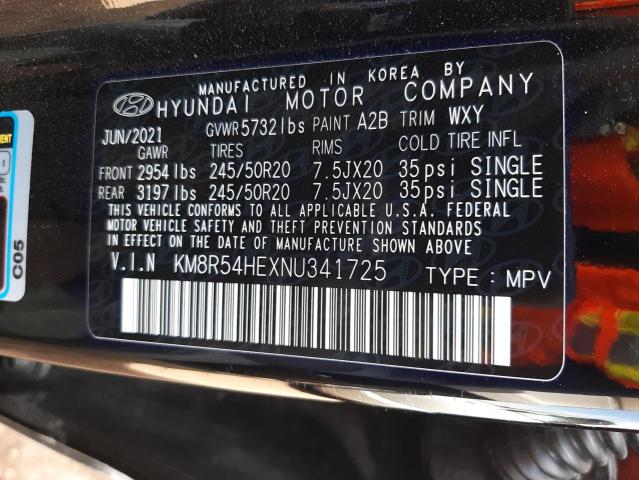 MANUFACTURED IN KOREA BY
HYUNDAI MOTOR COMPANY
JUN/2021 GVWR 5732lbs PAINT A2B TRIM WXY
GAWR TIRES RIMS COLD TIRE INFL
FRONT 2954 lbs 245/50R20 7.5JX20 35psi SINGLE
REAR 3197 lbs 245/50R20 7.5JX20 35psi SINGLE
THIS VEHICLE CONFORMS TO ALL APPLICABLE U.S.A. FEDERAL
MOTOR VEHICLE SAFETY AND THEFT PREVENTION STANDARDS
IN EFFECT ON THE DATE OF MANUFACTURE SHOWN ABOVE.
V.I.N KM8R54HEXNU341725 TYPE : MPV
C05